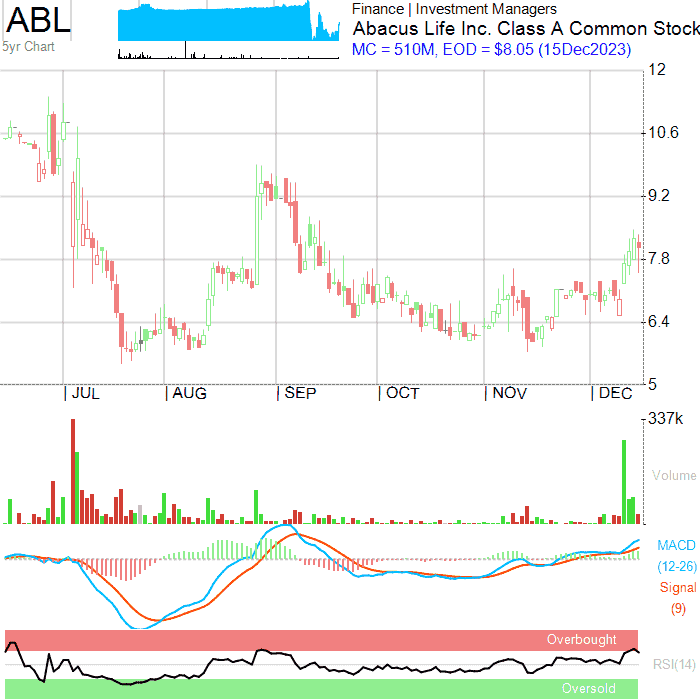 ABL
5yr Chart
Finance | Investment Managers
Abacus Life Inc. Class A Common Stock
MC = 510M, EOD = $8.05 (15Dec2023)
12
10.6
9.2
7.8
6.4
5
JUL AUG SEP OCT NOV DEC
337k
Volume
MACD
(12-26)
Signal
(9)
Overbought
RSI(14)
Oversold